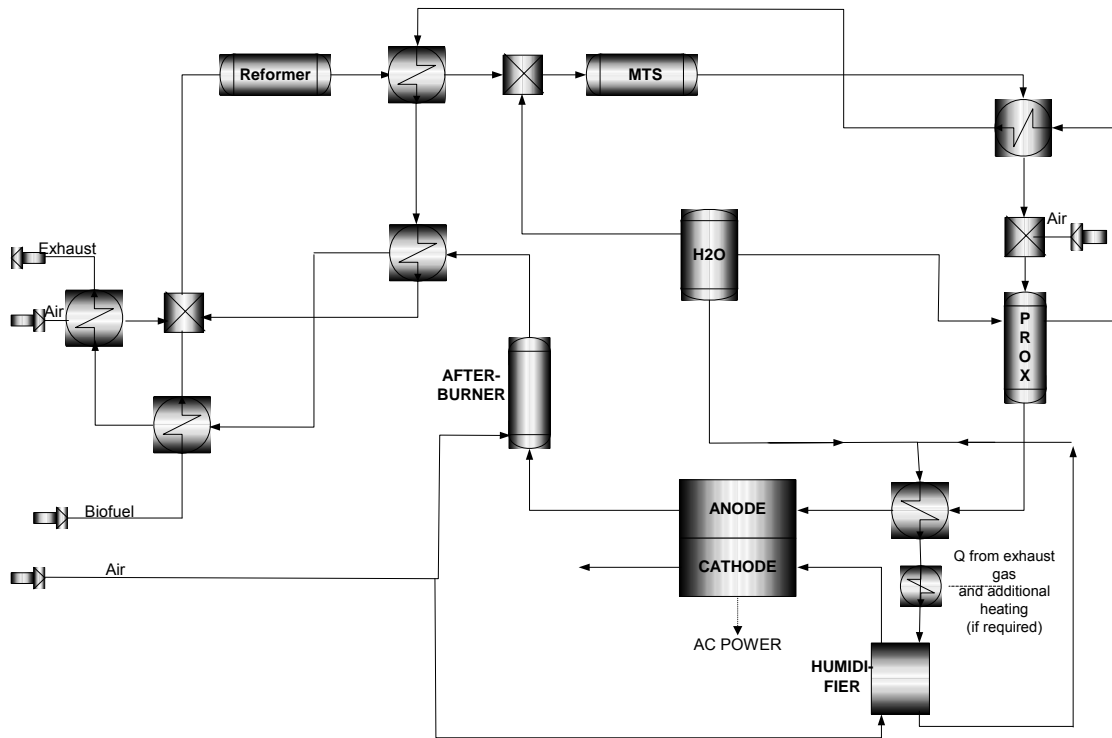 Reformer
MTS
Air
Exhaust
H2O
Air
P
R
O
X
AFTER-
BURNER
Biofuel
ANODE
Air
CATHODE
Q from exhaust
gas
and additional
heating
(if required)
AC POWER
HUMIDI-
FIER